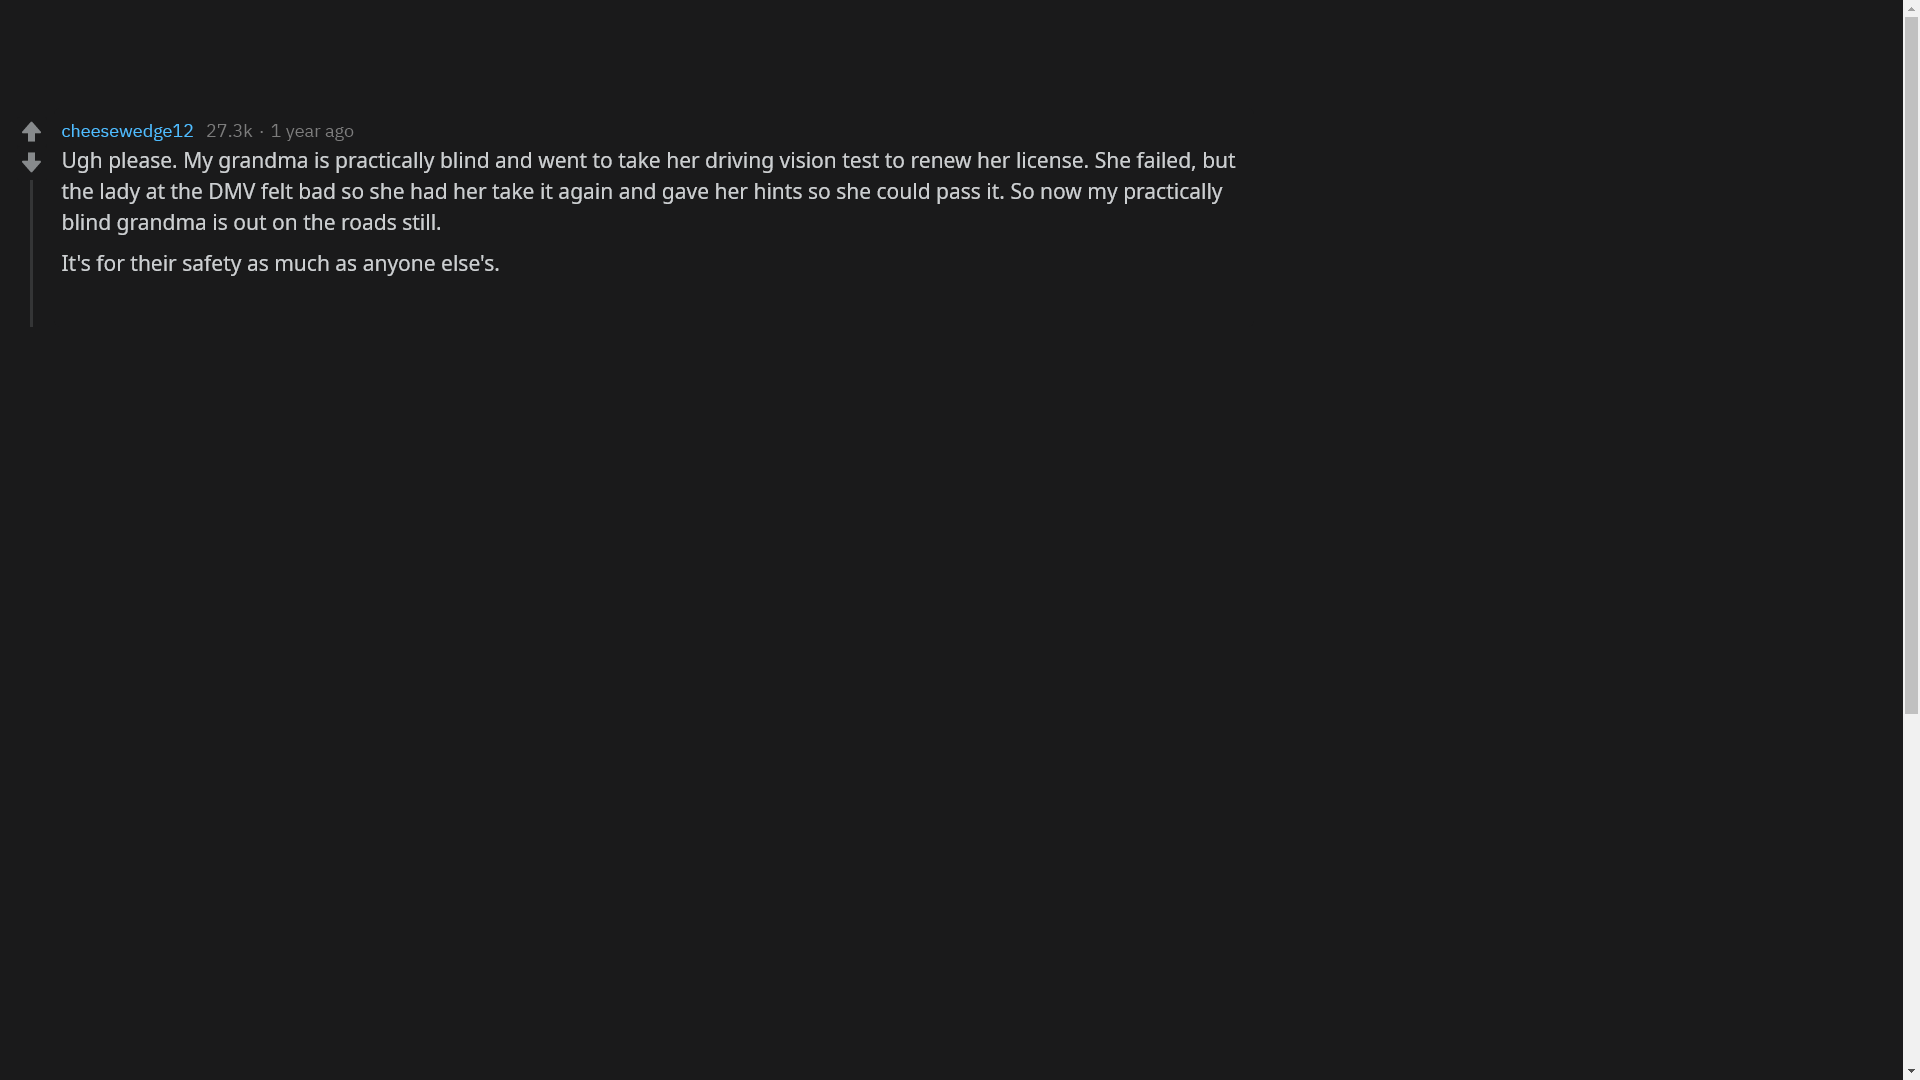 cheesewedge12 27.3k · 1 year ago
Ugh please. My grandma is practically blind and went to take her driving vision test to renew her license. She failed, but
the lady at the DMV felt bad so she had her take it again and gave her hints so she could pass it. So now my practically
blind grandma is out on the roads still.
It's for their safety as much as anyone else's.